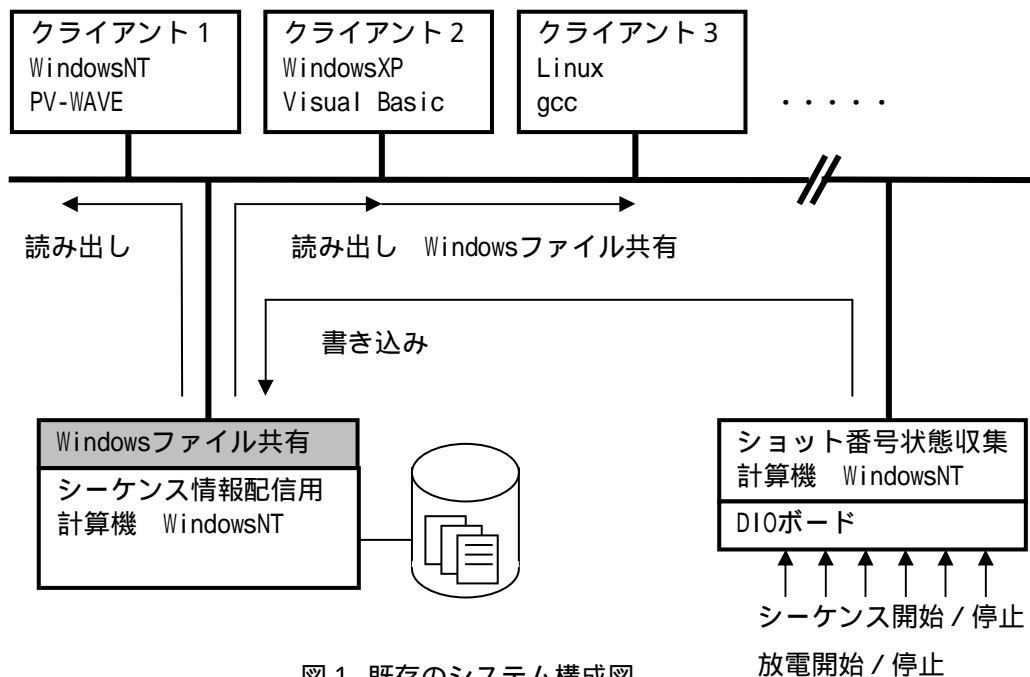 クライアント1
WindowsNT
PV-WAVE
クライアント2
WindowsXP
Visual Basic
クライアント3
Linux
gcc
・・・・・
読み出し
読み出し Windowsファイル共有
書き込み
Windowsファイル共有
シーケンス情報配信用
計算機 WindowsNT
ショット番号状態収集
計算機 WindowsNT
DIOボード
シーケンス開始/停止
放電開始/停止
図1 既存のシステム構成図